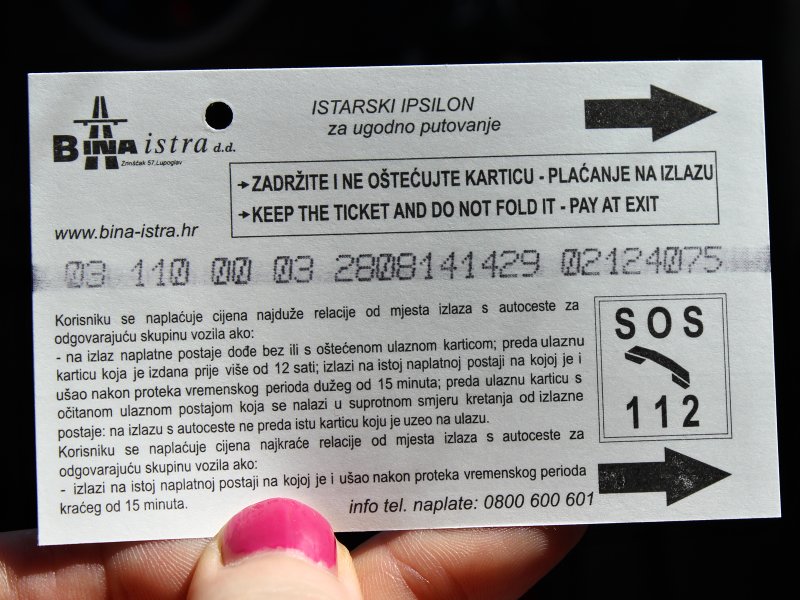 BINA istra d.d.
Zrinšćak 57, Lupoglav
ISTARSKI IPSILON
za ugodno putovanje
ZADRŽITE I NE OŠTEĆUJTE KARTICU - PLAĆANJE NA IZLAZU
KEEP THE TICKET AND DO NOT FOLD IT - PAY AT EXIT
www.bina-istra.hr
03 110 00 03 2808141429 02124075
Korisniku se naplaćuje cijena najduže relacije od mjesta izlaza s autoceste za
odgovarajuću skupinu vozila ako:
- na izlaz naplatne postaje dođe bez ili s oštećenom ulaznom karticom; preda ulaznu
karticu koja je izdana prije više od 12 sati; izlazi na istoj naplatnoj postaji na kojoj je i
ušao nakon proteka vremenskog perioda dužeg od 15 minuta; preda ulaznu karticu s
očitanom ulaznom postajom koja se nalazi u suprotnom smjeru kretanja od izlazne
postaje: na izlazu s autoceste ne preda istu karticu koju je uzeo na ulazu.
Korisniku se naplaćuje cijena najkraće relacije od mjesta izlaza s autoceste za
odgovarajuću skupinu vozila ako:
- izlazi na istoj naplatnoj postaji na kojoj je i ušao nakon proteka vremenskog perioda
kraćeg od 15 minuta.
SOS
112
info tel. naplate: 0800 600 601